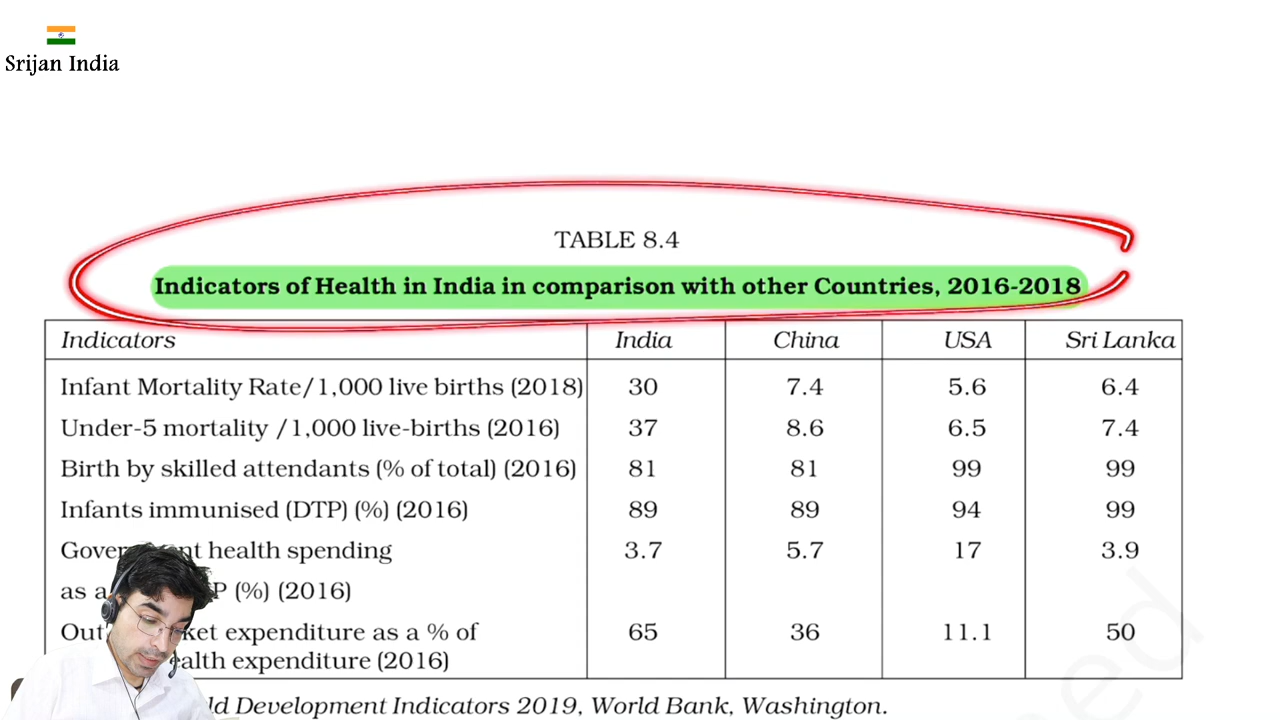 Srijan India
TABLE 8.4
Indicators of Health in India in comparison with other Countries, 2016-2018
Indicators India China USA Sri Lanka
Infant Mortality Rate/1,000 live births (2018) 30 7.4 5.6 6.4
Under-5 mortality /1,000 live-births (2016) 37 8.6 6.5 7.4
Birth by skilled attendants (% of total) (2016) 81 81 99 99
Infants immunised (DTP) (%) (2016) 89 89 94 99
health spending 3.7 5.7 17 3.9
as a (%) (2016)
expenditure as a % of 65 36 11.1 50
expenditure (2016)
Development Indicators 2019, World Bank, Washington.